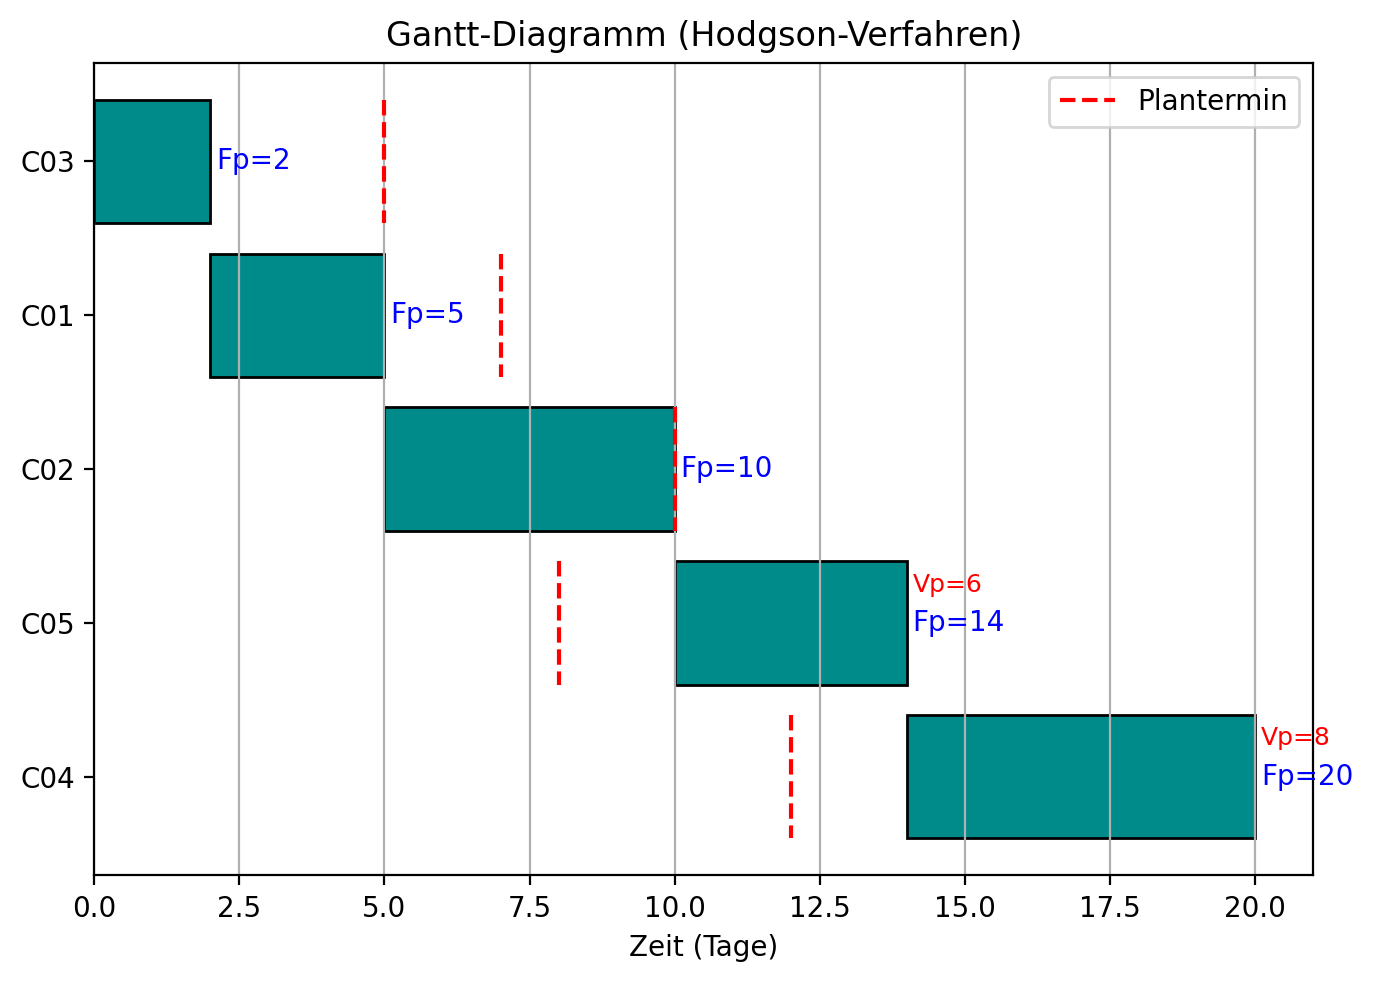 Gantt-Diagramm (Hodgson-Verfahren)
Plantermin
C03
Fp=2
C01
Fp=5
C02
Fp=10
Vp=6
C05
Fp=14
Vp=8
C04
Fp=20
0.0 2.5 5.0 7.5 10.0 12.5 15.0 17.5 20.0
Zeit (Tage)